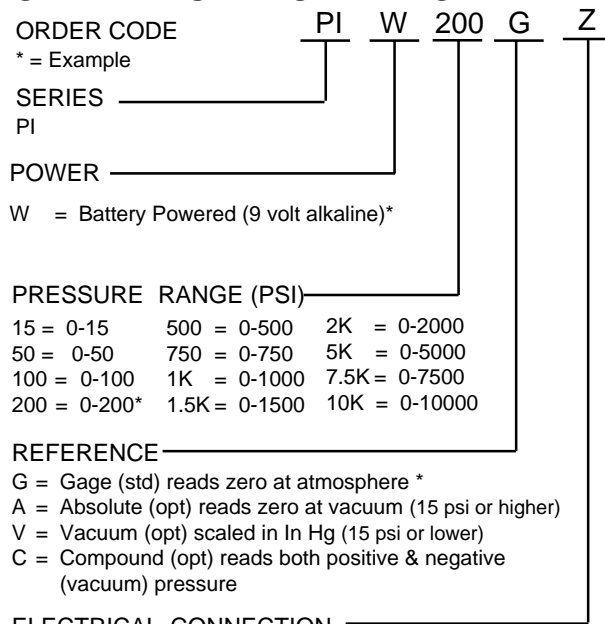 ORDER CODE PI W 200 G Z
* = Example
SERIES
PI
POWER
W = Battery Powered (9 volt alkaline)*
PRESSURE RANGE (PSI)
15 = 0-15 500 = 0-500 2K = 0-2000
50 = 0-50 750 = 0-750 5K = 0-5000
100 = 0-100 1K = 0-1000 7.5K = 0-7500
200 = 0-200* 1.5K = 0-1500 10K = 0-10000
REFERENCE
G = Gage (std) reads zero at atmosphere *
A = Absolute (opt) reads zero at vacuum (15 psi or higher)
V = Vacuum (opt) scaled in In Hg (15 psi or lower)
C = Compound (opt) reads both positive & negative
(vacuum) pressure
ELECTRICAL CONNECTION